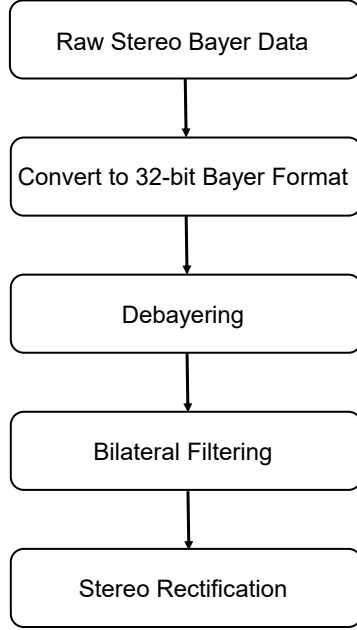 Raw Stereo Bayer Data
Convert to 32-bit Bayer Format
Debayering
Bilateral Filtering
Stereo Rectification